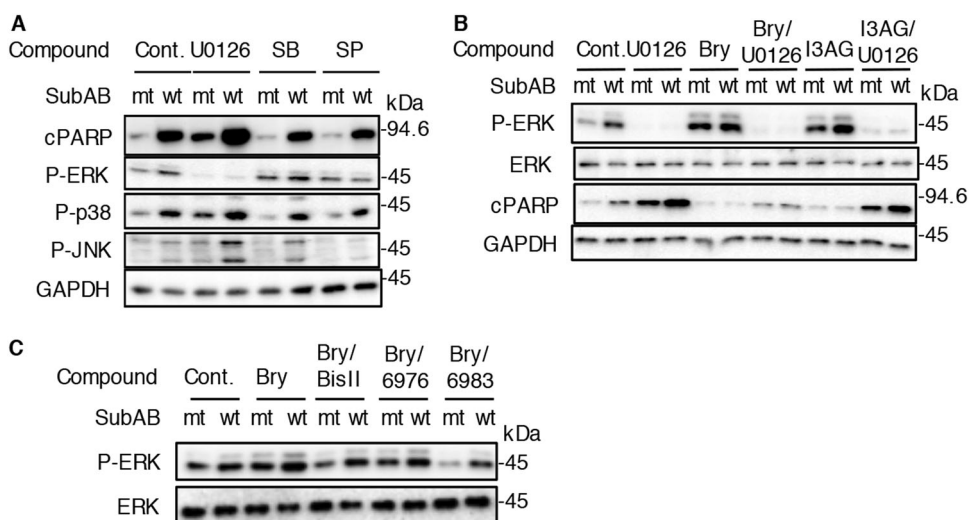 A
Compound Cont. U0126 SB SP
SubAB mt wt mt wt mt wt mt wt kDa
cPARP -94.6
P-ERK -45
P-p38
P-JNK -45
GAPDH -45
B
Compound Cont. U0126 Bry Bry/U0126 I3AG I3AG/U0126
SubAB mt wt mt wt mt wt mt wt mt wt mt wt kDa
P-ERK -45
ERK -45
cPARP -94.6
GAPDH -45
C
Compound Cont. Bry Bry/BisII Bry/6976 Bry/6983
SubAB mt wt mt wt mt wt mt wt mt wt kDa
P-ERK -45
ERK -45